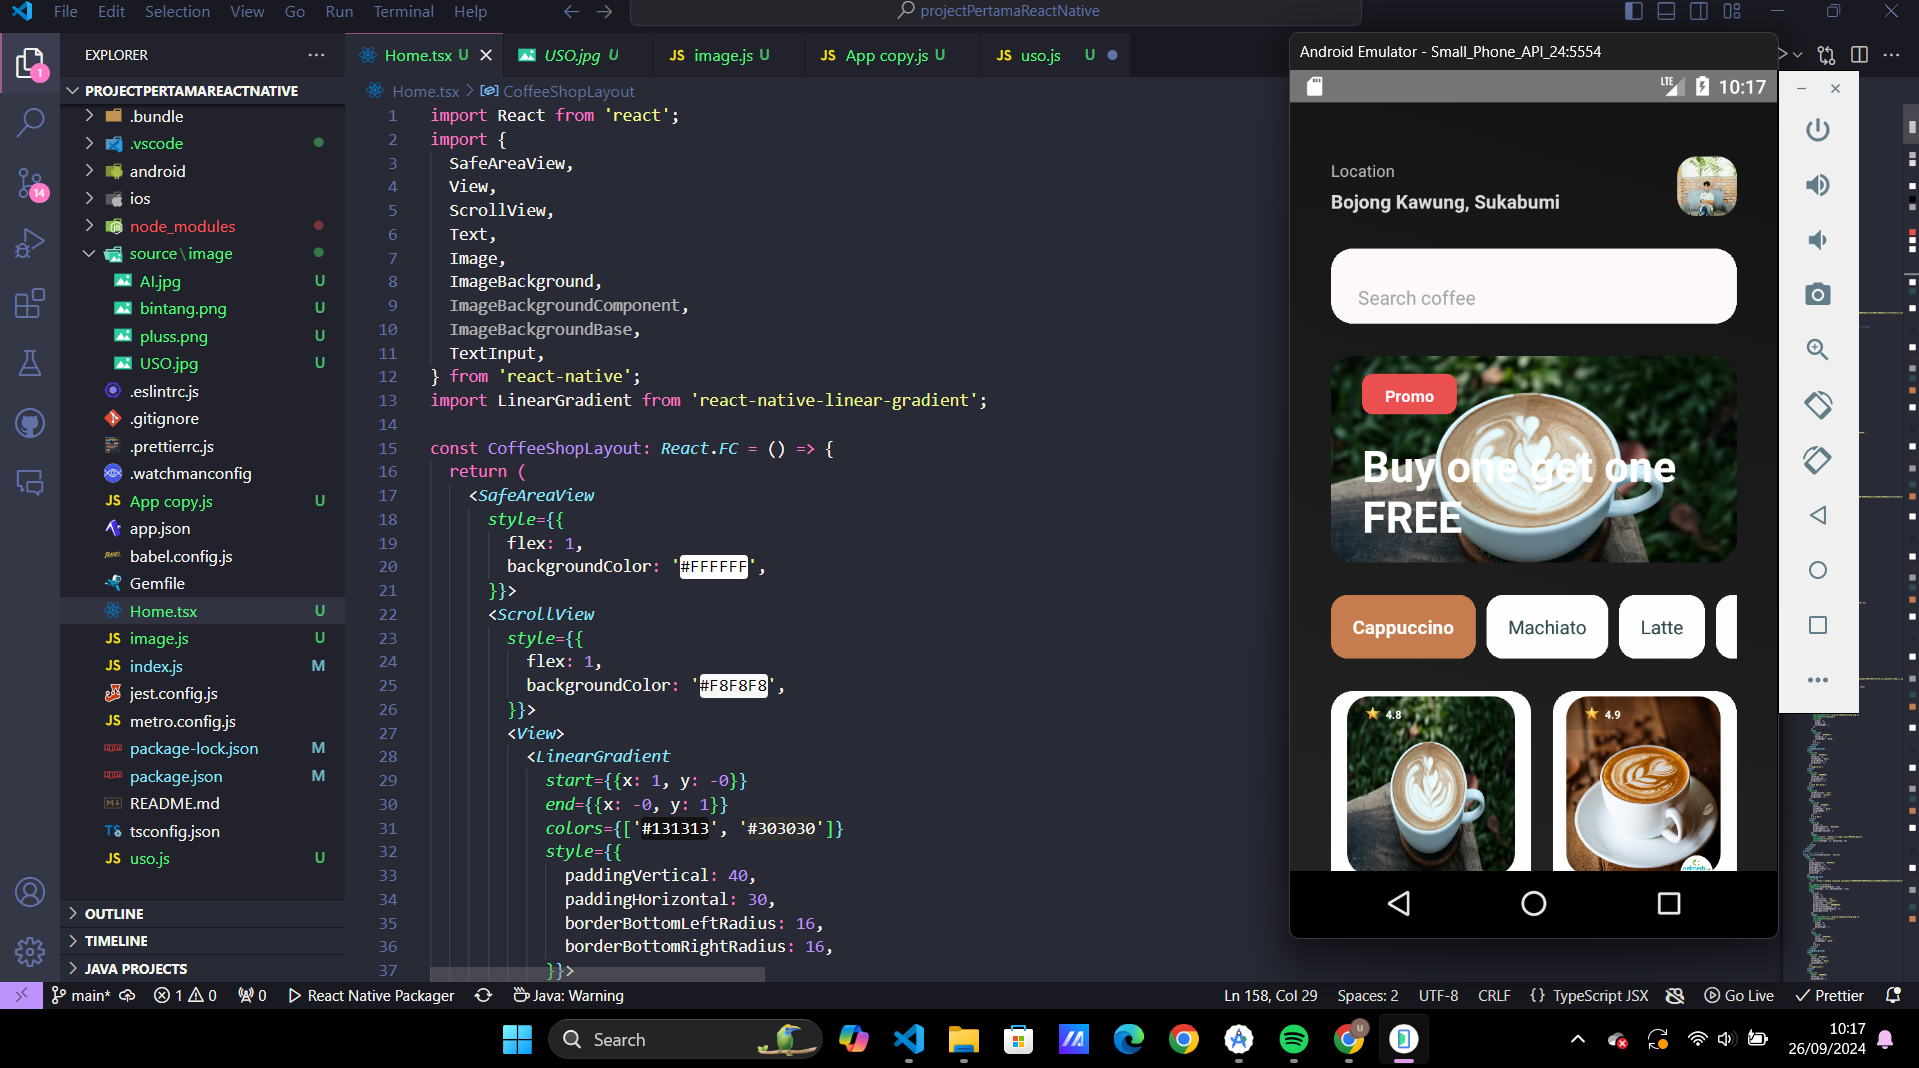 File Edit Selection View Go Run Terminal Help
projectPertamaReactNative
EXPLORER
PROJECTPERTAMAREACTNATIVE
.bundle
.vscode
android
ios
node_modules
source\image
AI.jpg U
bintang.png U
pluss.png U
USO.jpg U
.eslintrc.js
.gitignore
.prettierrc.js
.watchmanconfig
App copy.js U
app.json
babel.config.js
Gemfile
Home.tsx U
image.js U
index.js M
jest.config.js
metro.config.js
package-lock.json M
package.json M
README.md
tsconfig.json
uso.js U
OUTLINE
TIMELINE
JAVA PROJECTS
1
14
Home.tsx U
USO.jpg U
JS image.js U
JS App copy.js U
JS uso.js U
Home.tsx > CoffeeShopLayout
1 import React from 'react';
2 import {
3 SafeAreaView,
4 View,
5 ScrollView,
6 Text,
7 Image,
8 ImageBackground,
9 ImageBackgroundComponent,
10 ImageBackgroundBase,
11 TextInput,
12 } from 'react-native';
13 import LinearGradient from 'react-native-linear-gradient';
14
15 const CoffeeShopLayout: React.FC = () => {
16 return (
17 <SafeAreaView
18 style={{
19 flex: 1,
20 backgroundColor: '#FFFFFF',
21 }}>
22 <ScrollView
23 style={{
24 flex: 1,
25 backgroundColor: '#F8F8F8',
26 }}>
27 <View>
28 <LinearGradient
29 start={{x: 1, y: -0}}
30 end={{x: -0, y: 1}}
31 colors={['#131313', '#303030']}
32 style={{
33 paddingVertical: 40,
34 paddingHorizontal: 30,
35 borderBottomLeftRadius: 16,
36 borderBottomRightRadius: 16,
37 }}>
Android Emulator - Small_Phone_API_24:5554
LTE 10:17
Location
Bojong Kawung, Sukabumi
Search coffee
Promo
Buy one get one
FREE
Cappuccino Machiato Latte
4.8
4.9
main* 1 0 0 React Native Packager Java: Warning
Ln 158, Col 29 Spaces: 2 UTF-8 CRLF {} TypeScript JSX Go Live Prettier
Search
10:17
26/09/2024